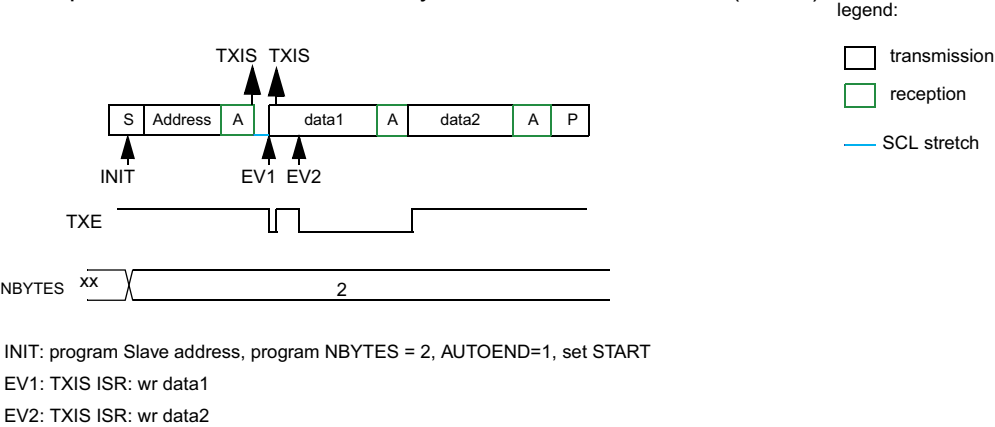 legend:
transmission
reception
SCL stretch
TXIS TXIS
S Address A data1 A data2 A P
INIT EV1 EV2
TXE
NBYTES xx 2
INIT: program Slave address, program NBYTES = 2, AUTOEND=1, set START
EV1: TXIS ISR: wr data1
EV2: TXIS ISR: wr data2